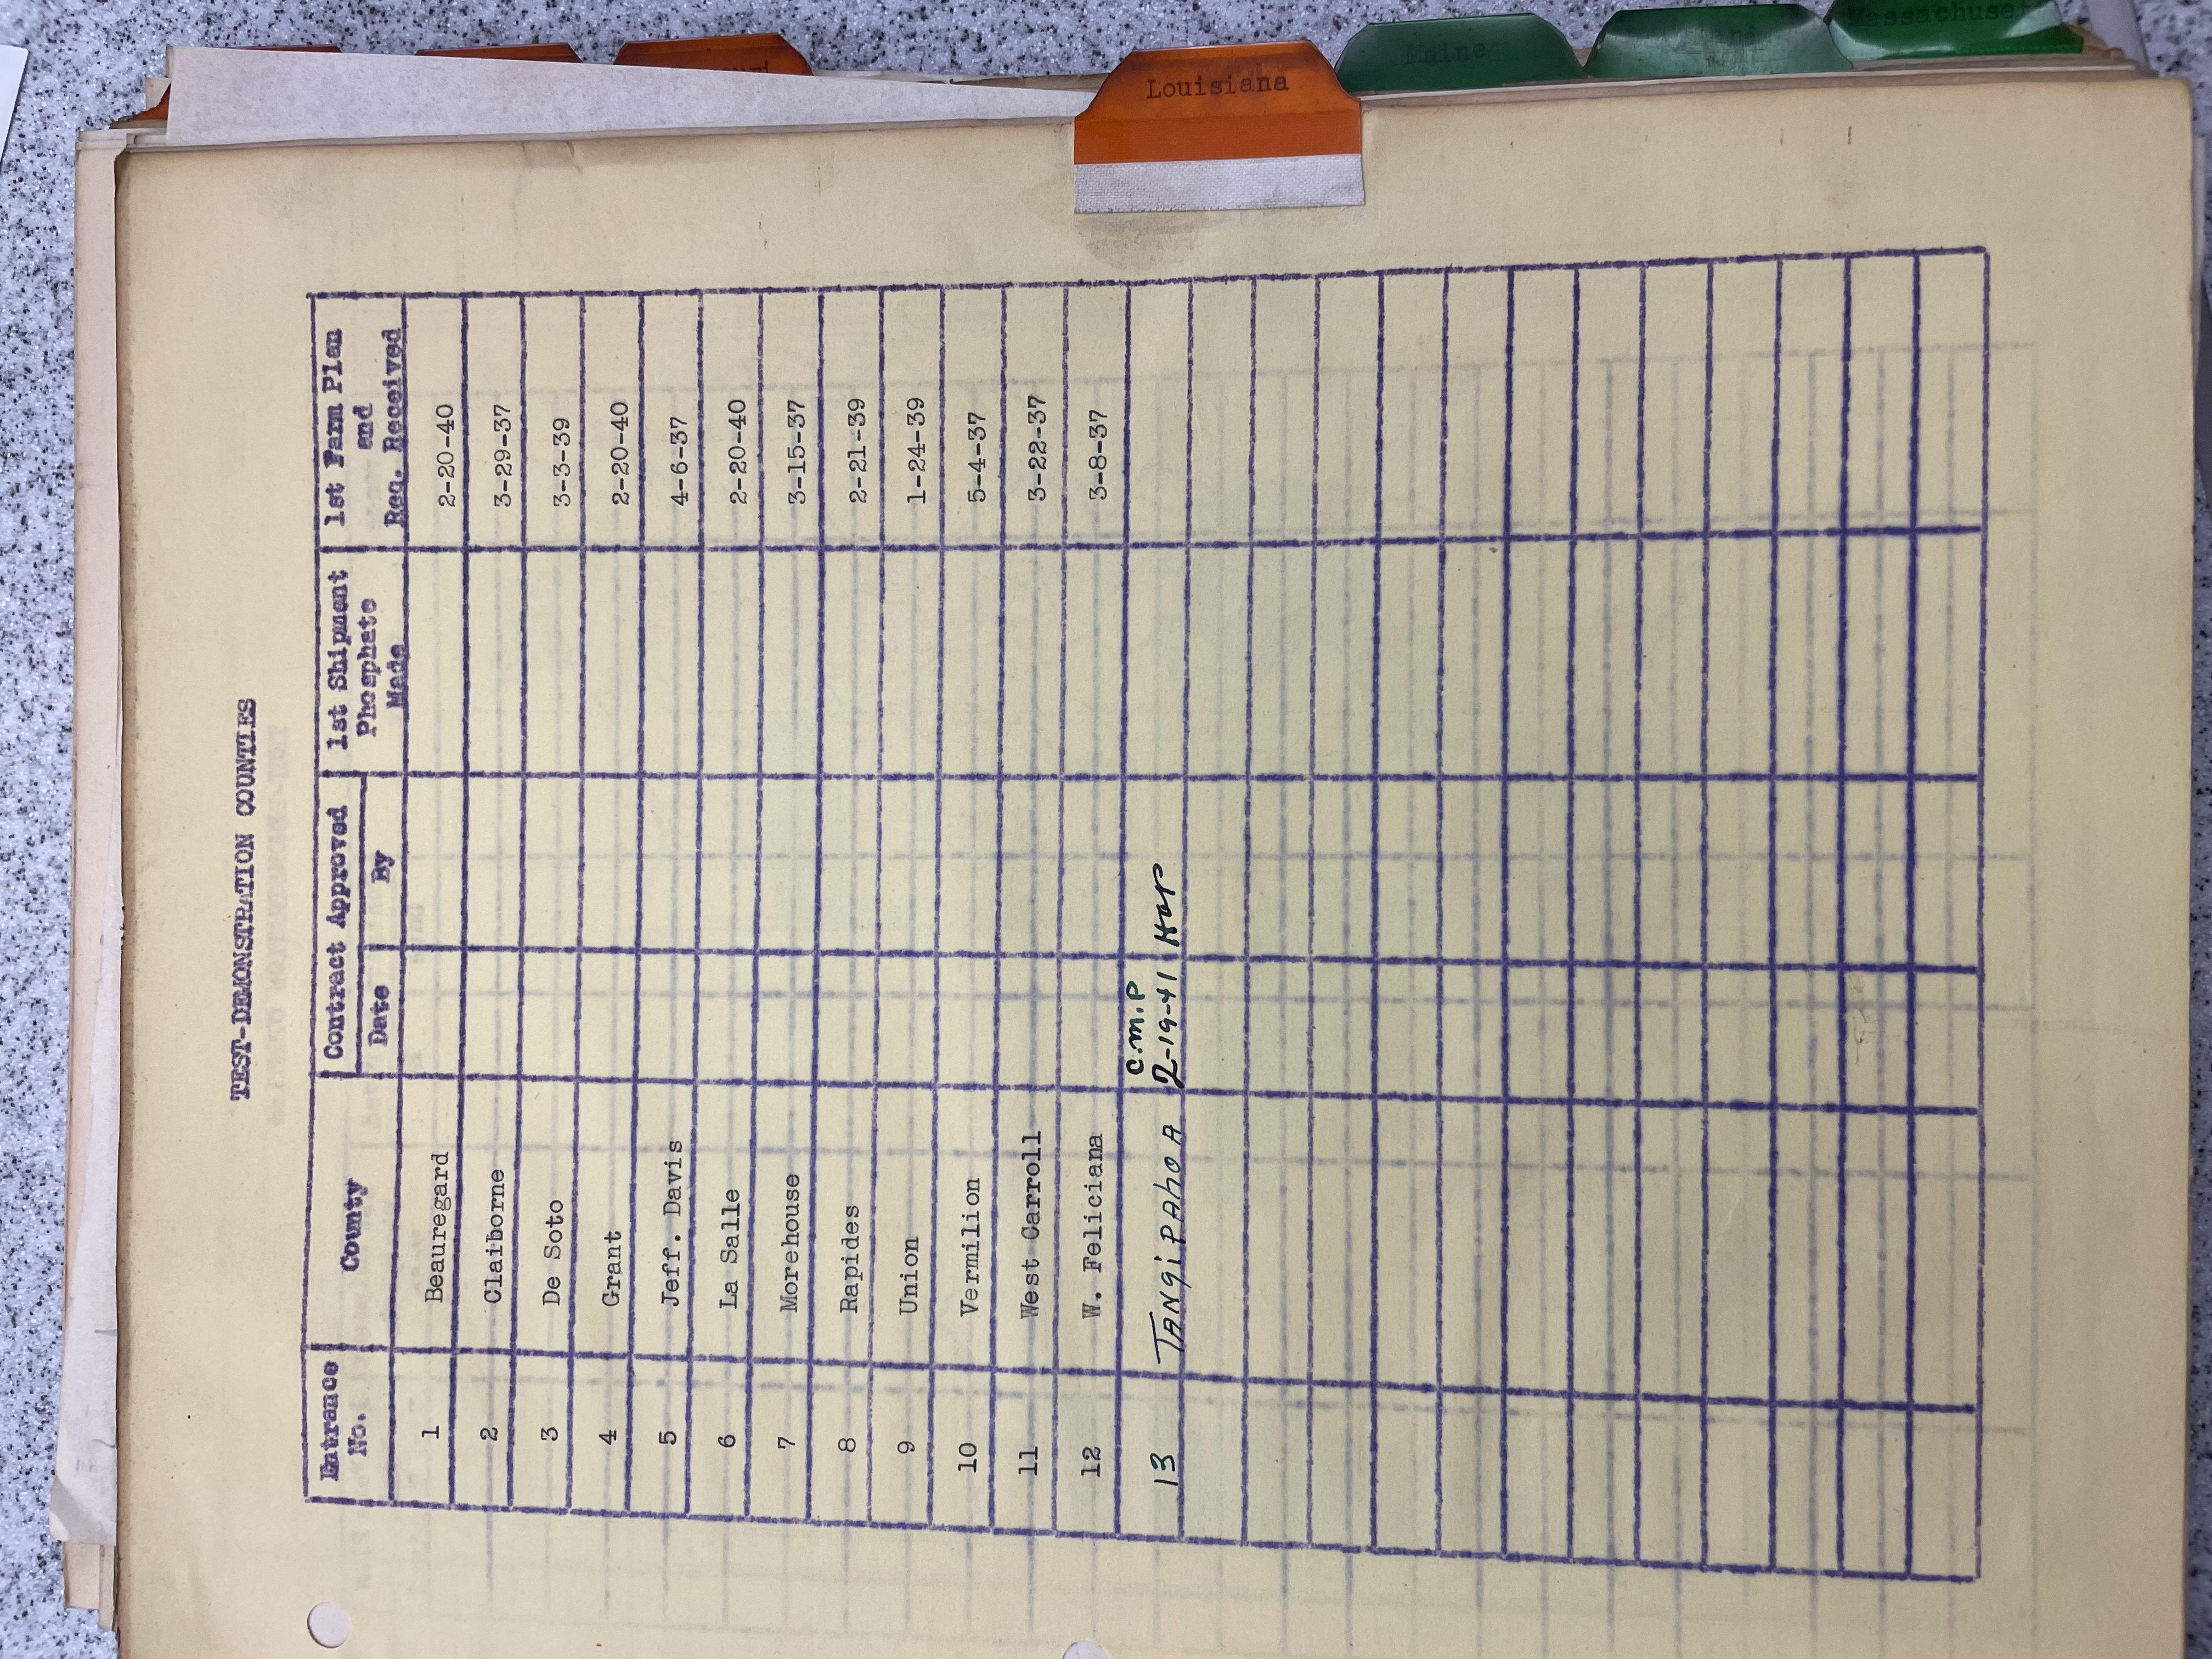 TEST-DEMONSTRATION COUNTIES
Entrance No. County Contract Approved 1st Shipment Phosphate Made 1st Farm Plan and Req. Received
Date By
1 Beauregard 2-20-40
2 Claiborne 3-29-37
3 De Soto 3-3-39
4 Grant 2-20-40
5 Jeff. Davis 4-6-37
6 La Salle 2-20-40
7 Morehouse 3-15-37
8 Rapides 2-21-39
9 Union 1-24-39
10 Vermilion 5-4-37
11 West Carroll 3-22-37
12 W. Feliciana 3-8-37
C.M.P
13 TANgiPAhoA 2-19-41 HOP
Louisiana
Maine